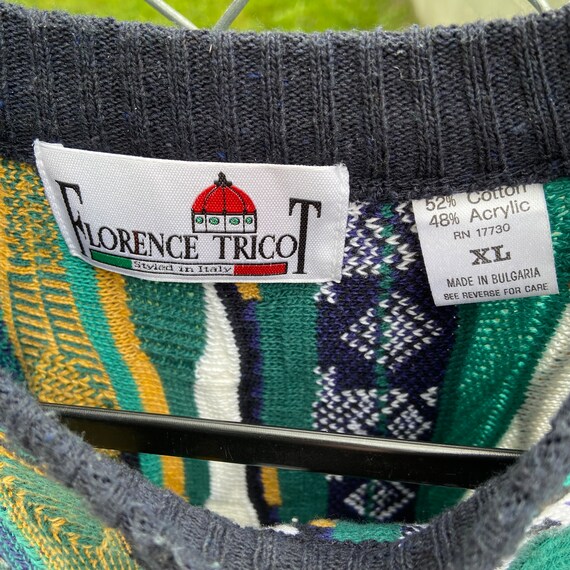 FLORENCE TRICOT
Styled in Italy
52% Cotton
48% Acrylic
RN 17730
XL
MADE IN BULGARIA
SEE REVERSE FOR CARE